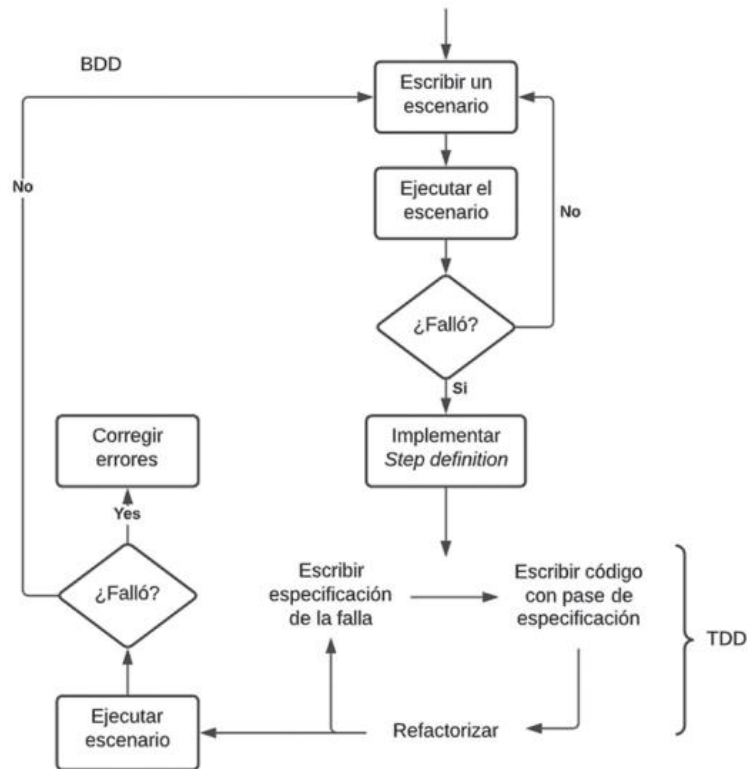 BDD
Escribir un
escenario
Ejecutar el
escenario
No
No
¿Falló?
Si
Implementar
Step definition
Corregir
errores
Yes
¿Falló?
Escribir
especificación
de la falla
Escribir código
con pase de
especificación
TDD
Ejecutar
escenario
Refactorizar